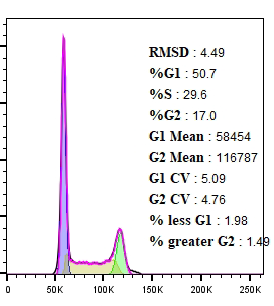 RMSD : 4.49
%G1 : 50.7
%S : 29.6
%G2 : 17.0
G1 Mean : 58454
G2 Mean : 116787
G1 CV : 5.09
G2 CV : 4.76
% less G1 : 1.98
% greater G2 : 1.49
0 50K 100K 150K 200K 250K